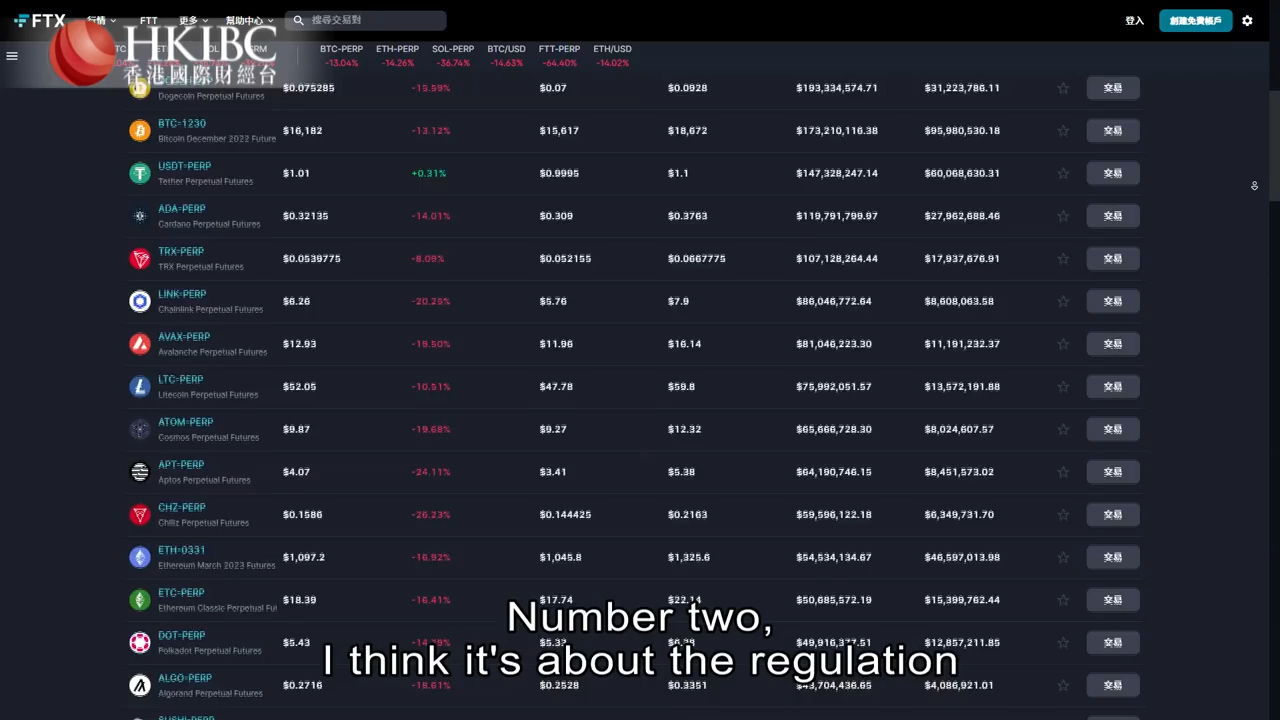 FTX 行情 FTT 更多 幫助中心 搜尋交易對 登入 創建免費帳戶
HKIBC
香港國際財經台
BTC-PERP ETH-PERP SOL-PERP BTC/USD FTT-PERP ETH/USD
-13.04% -14.26% -36.74% -14.63% -64.40% -14.02%
$0.075285 -15.59% $0.07 $0.0928 $193,334,574.71 $31,223,786.11 交易
Dogecoin Perpetual Futures
BTC-1230 $16,182 -13.12% $15,617 $18,672 $173,210,116.38 $95,980,530.18 交易
Bitcoin December 2022 Future
USDT-PERP $1.01 +0.31% $0.9995 $1.1 $147,328,247.14 $60,068,630.31 交易
Tether Perpetual Futures
ADA-PERP $0.32135 -14.01% $0.309 $0.3763 $119,791,799.97 $27,962,688.46 交易
Cardano Perpetual Futures
TRX-PERP $0.0539775 -8.09% $0.052155 $0.0667775 $107,128,264.44 $17,937,676.91 交易
TRX Perpetual Futures
LINK-PERP $6.26 -20.25% $5.76 $7.9 $86,046,772.64 $8,608,063.58 交易
Chainlink Perpetual Futures
AVAX-PERP $12.93 -19.50% $11.96 $16.14 $81,046,223.30 $11,191,232.37 交易
Avalanche Perpetual Futures
LTC-PERP $52.05 -10.51% $47.78 $59.8 $75,992,051.57 $13,572,191.88 交易
Litecoin Perpetual Futures
ATOM-PERP $9.87 -19.68% $9.27 $12.32 $65,666,728.30 $8,024,607.57 交易
Cosmos Perpetual Futures
APT-PERP $4.07 -24.11% $3.41 $5.38 $64,190,746.15 $8,451,573.02 交易
Aptos Perpetual Futures
CHZ-PERP $0.1586 -26.23% $0.144425 $0.2163 $59,596,122.18 $6,349,731.70 交易
Chiliz Perpetual Futures
ETH-0331 $1,097.2 -16.92% $1,045.8 $1,325.6 $54,534,134.67 $46,597,013.98 交易
Ethereum March 2023 Futures
ETC-PERP $18.39 -16.41% $17.74 $22.14 $50,685,572.19 $15,399,762.44 交易
Ethereum Classic Perpetual Fut
DOT-PERP $5.43 $5.33 $49,916,377.51 $12,857,211.85 交易
Polkadot Perpetual Futures
ALGO-PERP $0.2716 -18.61% $0.2528 $0.3351 $43,704,436.65 $4,086,921.01 交易
Algorand Perpetual Futures
Number two,
I think it's about the regulation